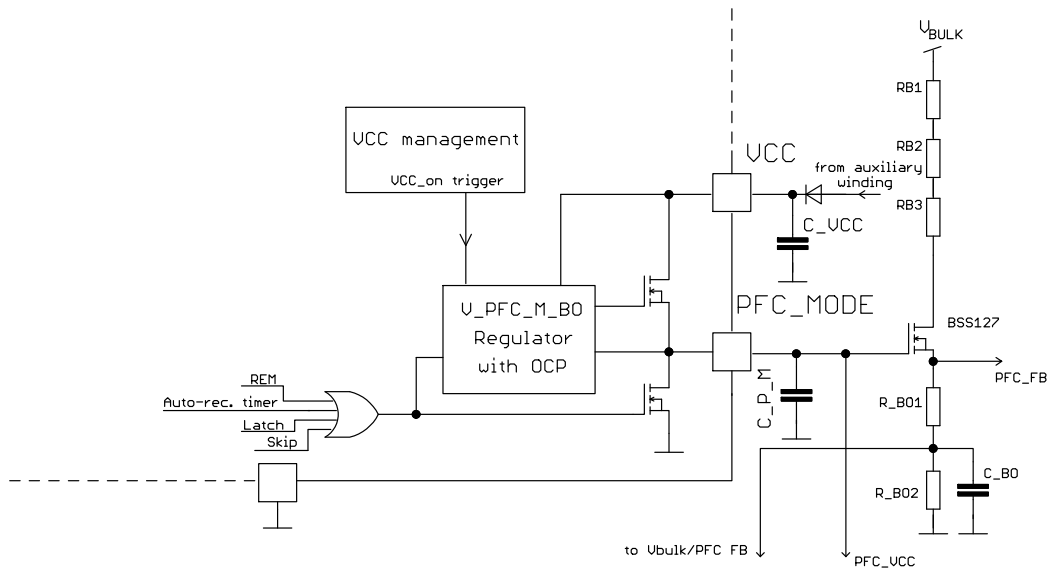 V_BULK
RB1
VCC management
VCC_on trigger
RB2
VCC
from auxiliary
winding
RB3
C_VCC
V_PFC_M_BO
Regulator
with OCP
PFC_MODE
BSS127
PFC_FB
C_P_M
REM
Auto-rec. timer
Latch
Skip
R_BO1
C_BO
R_BO2
to Vbulk/PFC FB
PFC_VCC